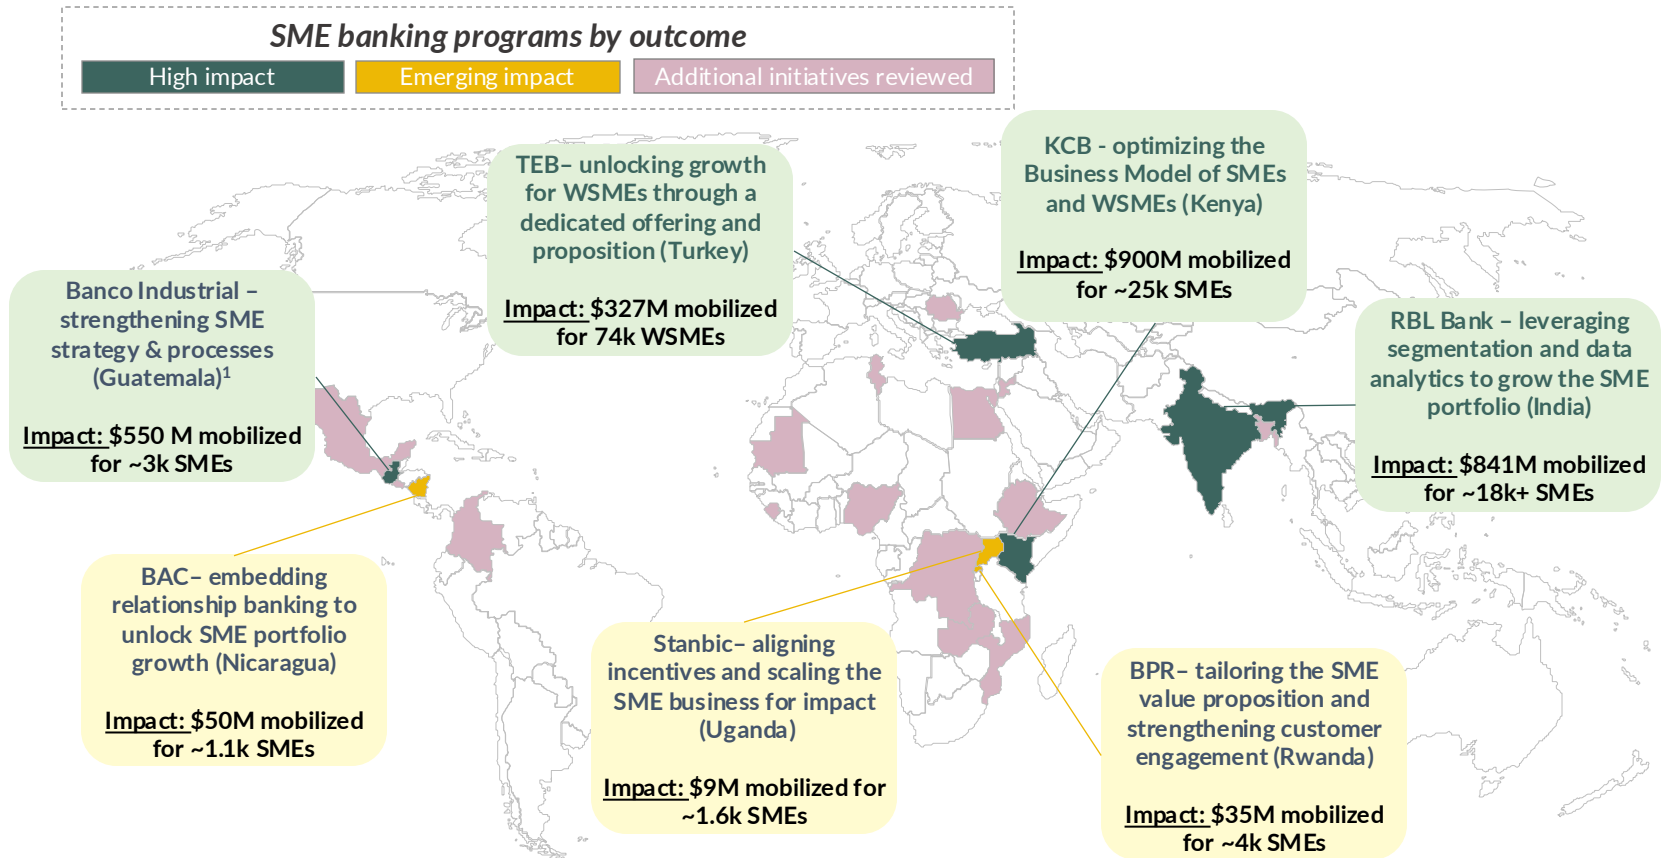 SME banking programs by outcome
High impact
Emerging impact
Additional initiatives reviewed
KCB - optimizing the
Business Model of SMEs
and WSMEs (Kenya)
Impact: $900M mobilized
for ~25k SMEs
TEB– unlocking growth
for WSMEs through a
dedicated offering and
proposition (Turkey)
Impact: $327M mobilized
for 74k WSMEs
Banco Industrial –
strengthening SME
strategy & processes
(Guatemala)¹
Impact: $550 M mobilized
for ~3k SMEs
RBL Bank – leveraging
segmentation and data
analytics to grow the SME
portfolio (India)
Impact: $841M mobilized
for ~18k+ SMEs
BAC– embedding
relationship banking to
unlock SME portfolio
growth (Nicaragua)
Impact: $50M mobilized
for ~1.1k SMEs
Stanbic– aligning
incentives and scaling the
SME business for impact
(Uganda)
Impact: $9M mobilized for
~1.6k SMEs
BPR– tailoring the SME
value proposition and
strengthening customer
engagement (Rwanda)
Impact: $35M mobilized
for ~4k SMEs